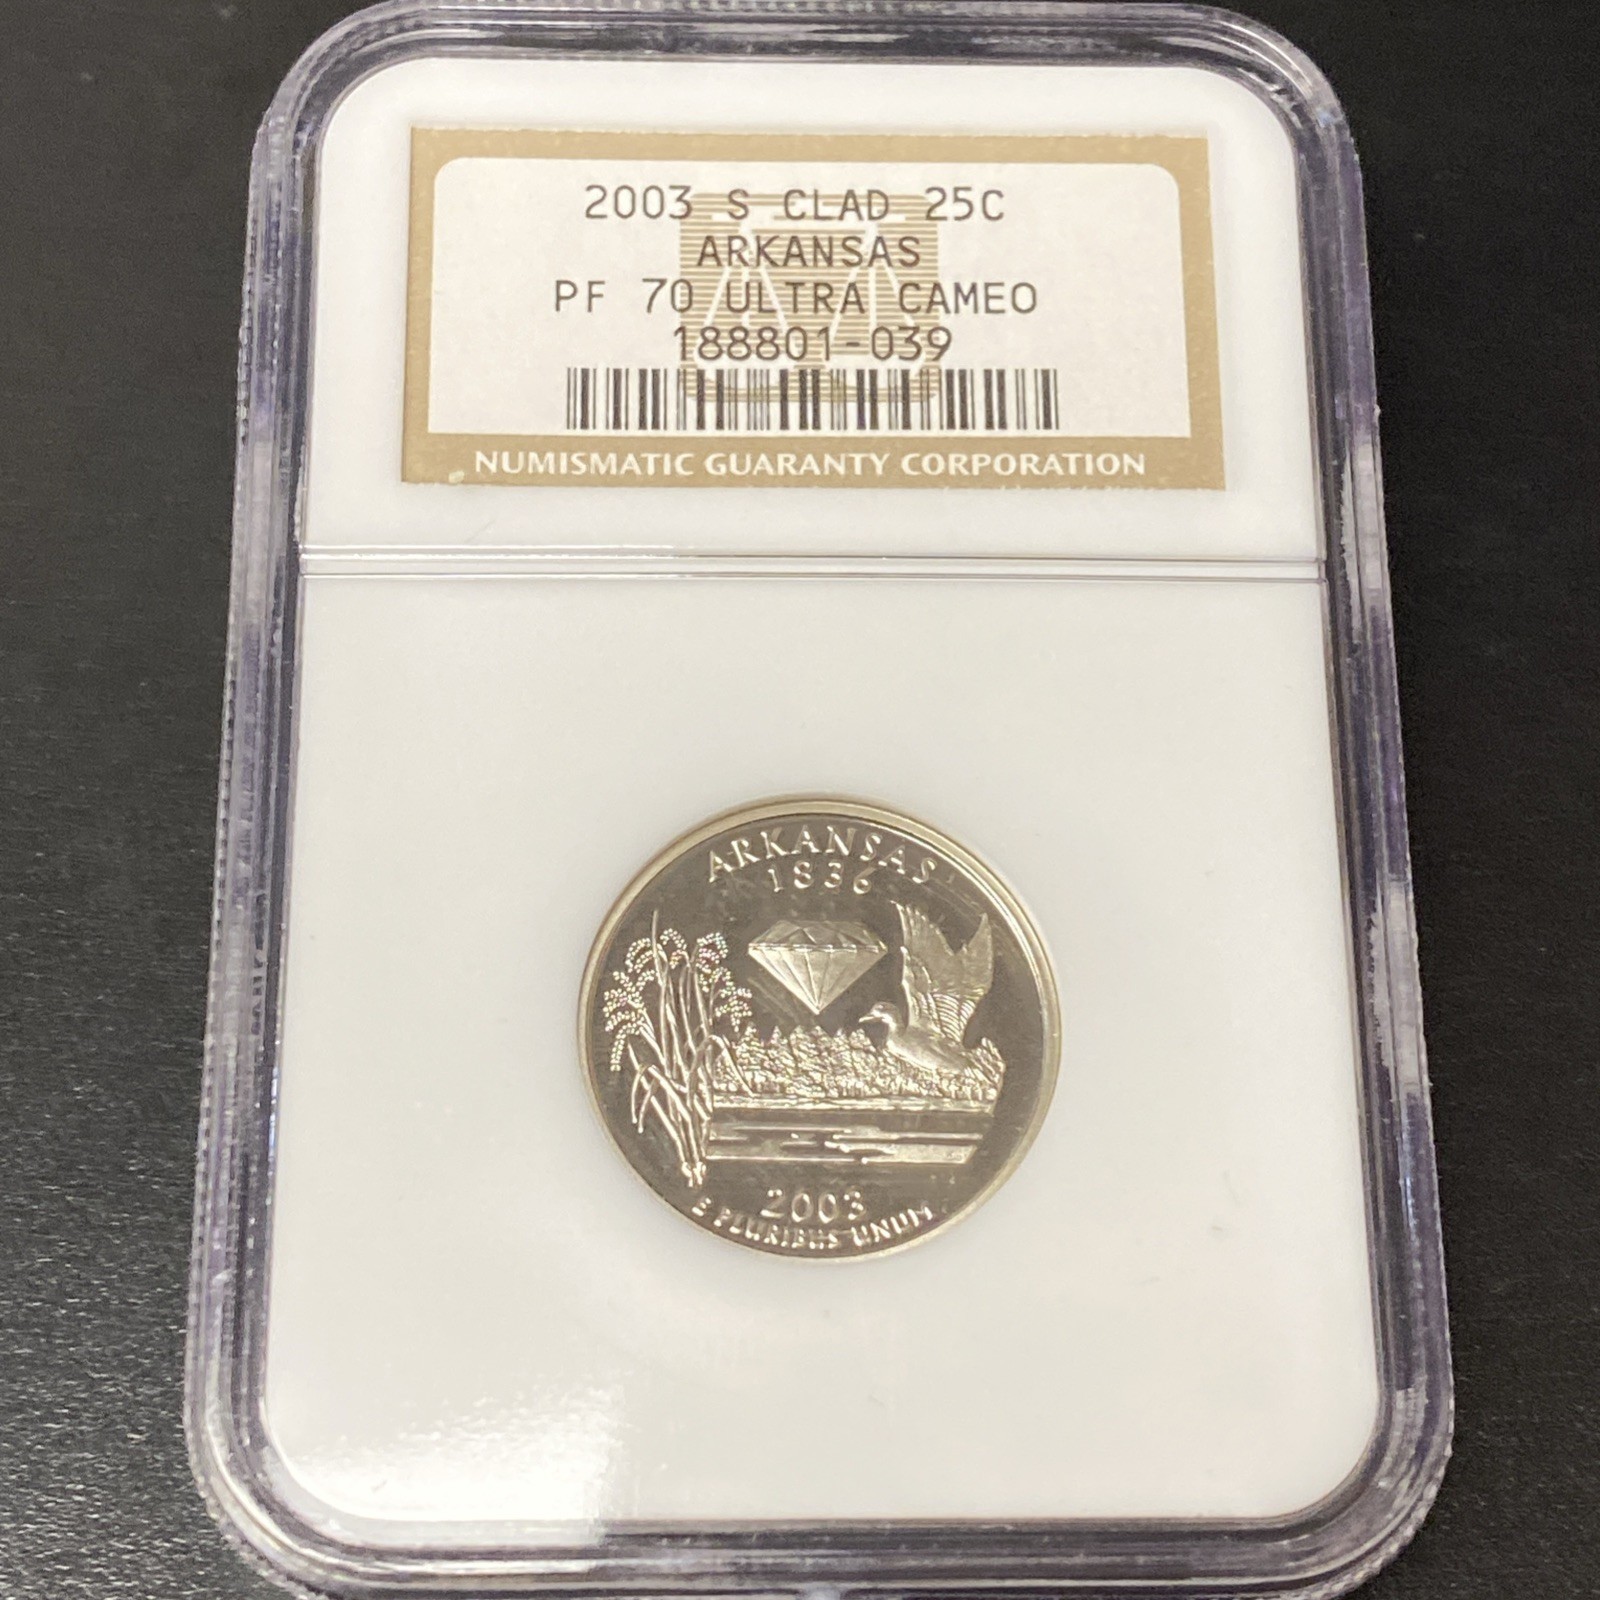 2003 S CLAD 25C
ARKANSAS
PF 70 ULTRA CAMEO
188801-039
NUMISMATIC GUARANTY CORPORATION
ARKANSAS
1836
2003
E PLURIBUS UNUM